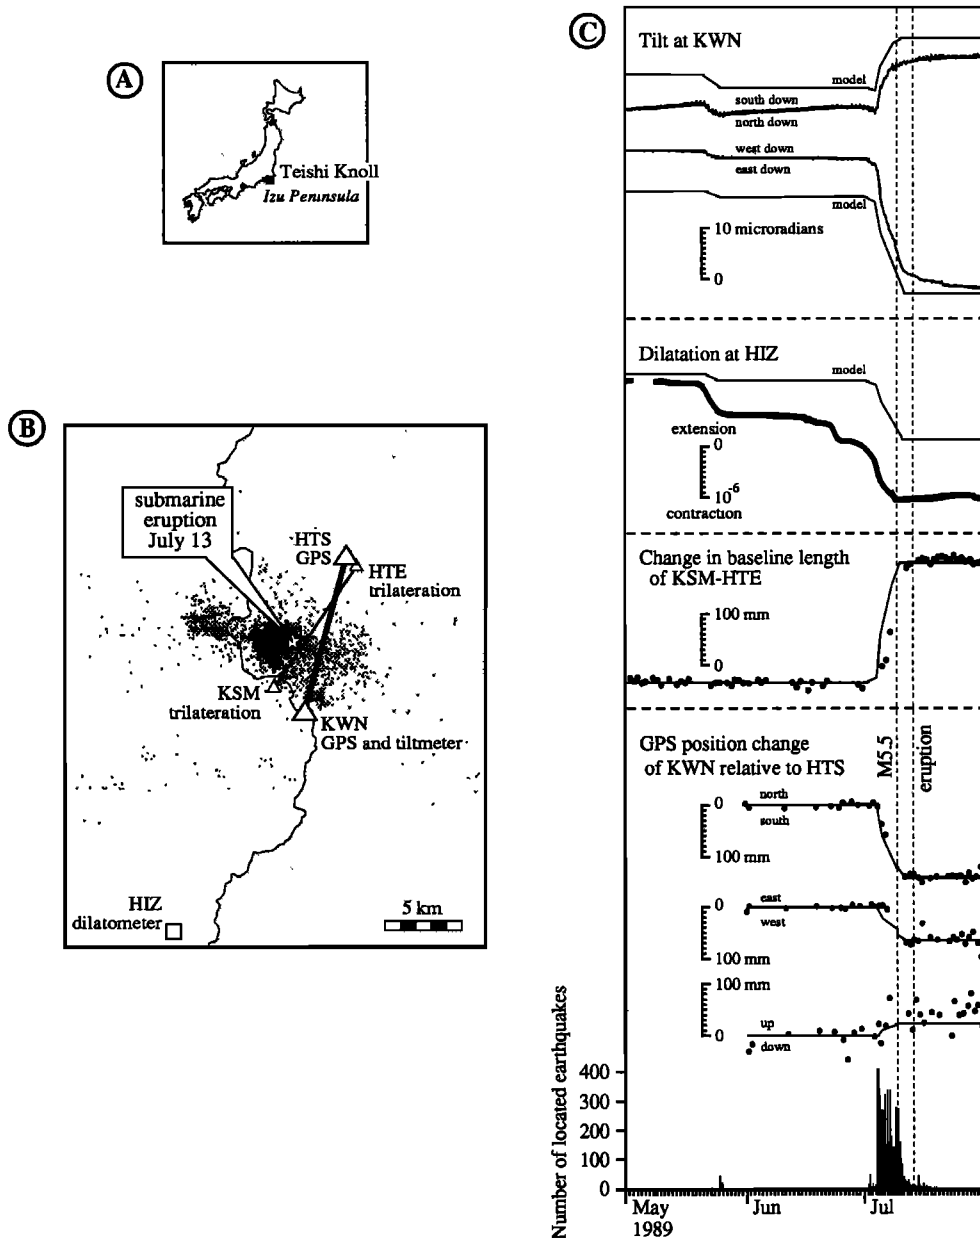 A
Teishi Knoll
Izu Peninsula
B
submarine
eruption
July 13
HTS
GPS
HTE
trilateration
KSM
trilateration
KWN
GPS and tiltmeter
HIZ
dilatometer
5 km
C
Tilt at KWN
model
south down
north down
west down
east down
model
10 microradians
0
Dilatation at HIZ
model
extension
0
10-6
contraction
Change in baseline length
of KSM-HTE
100 mm
0
GPS position change
of KWN relative to HTS
M5.5
eruption
0
north
south
100 mm
0
east
west
100 mm
100 mm
0
up
down
Number of located earthquakes
400
300
200
100
0
May
1989
Jun
Jul